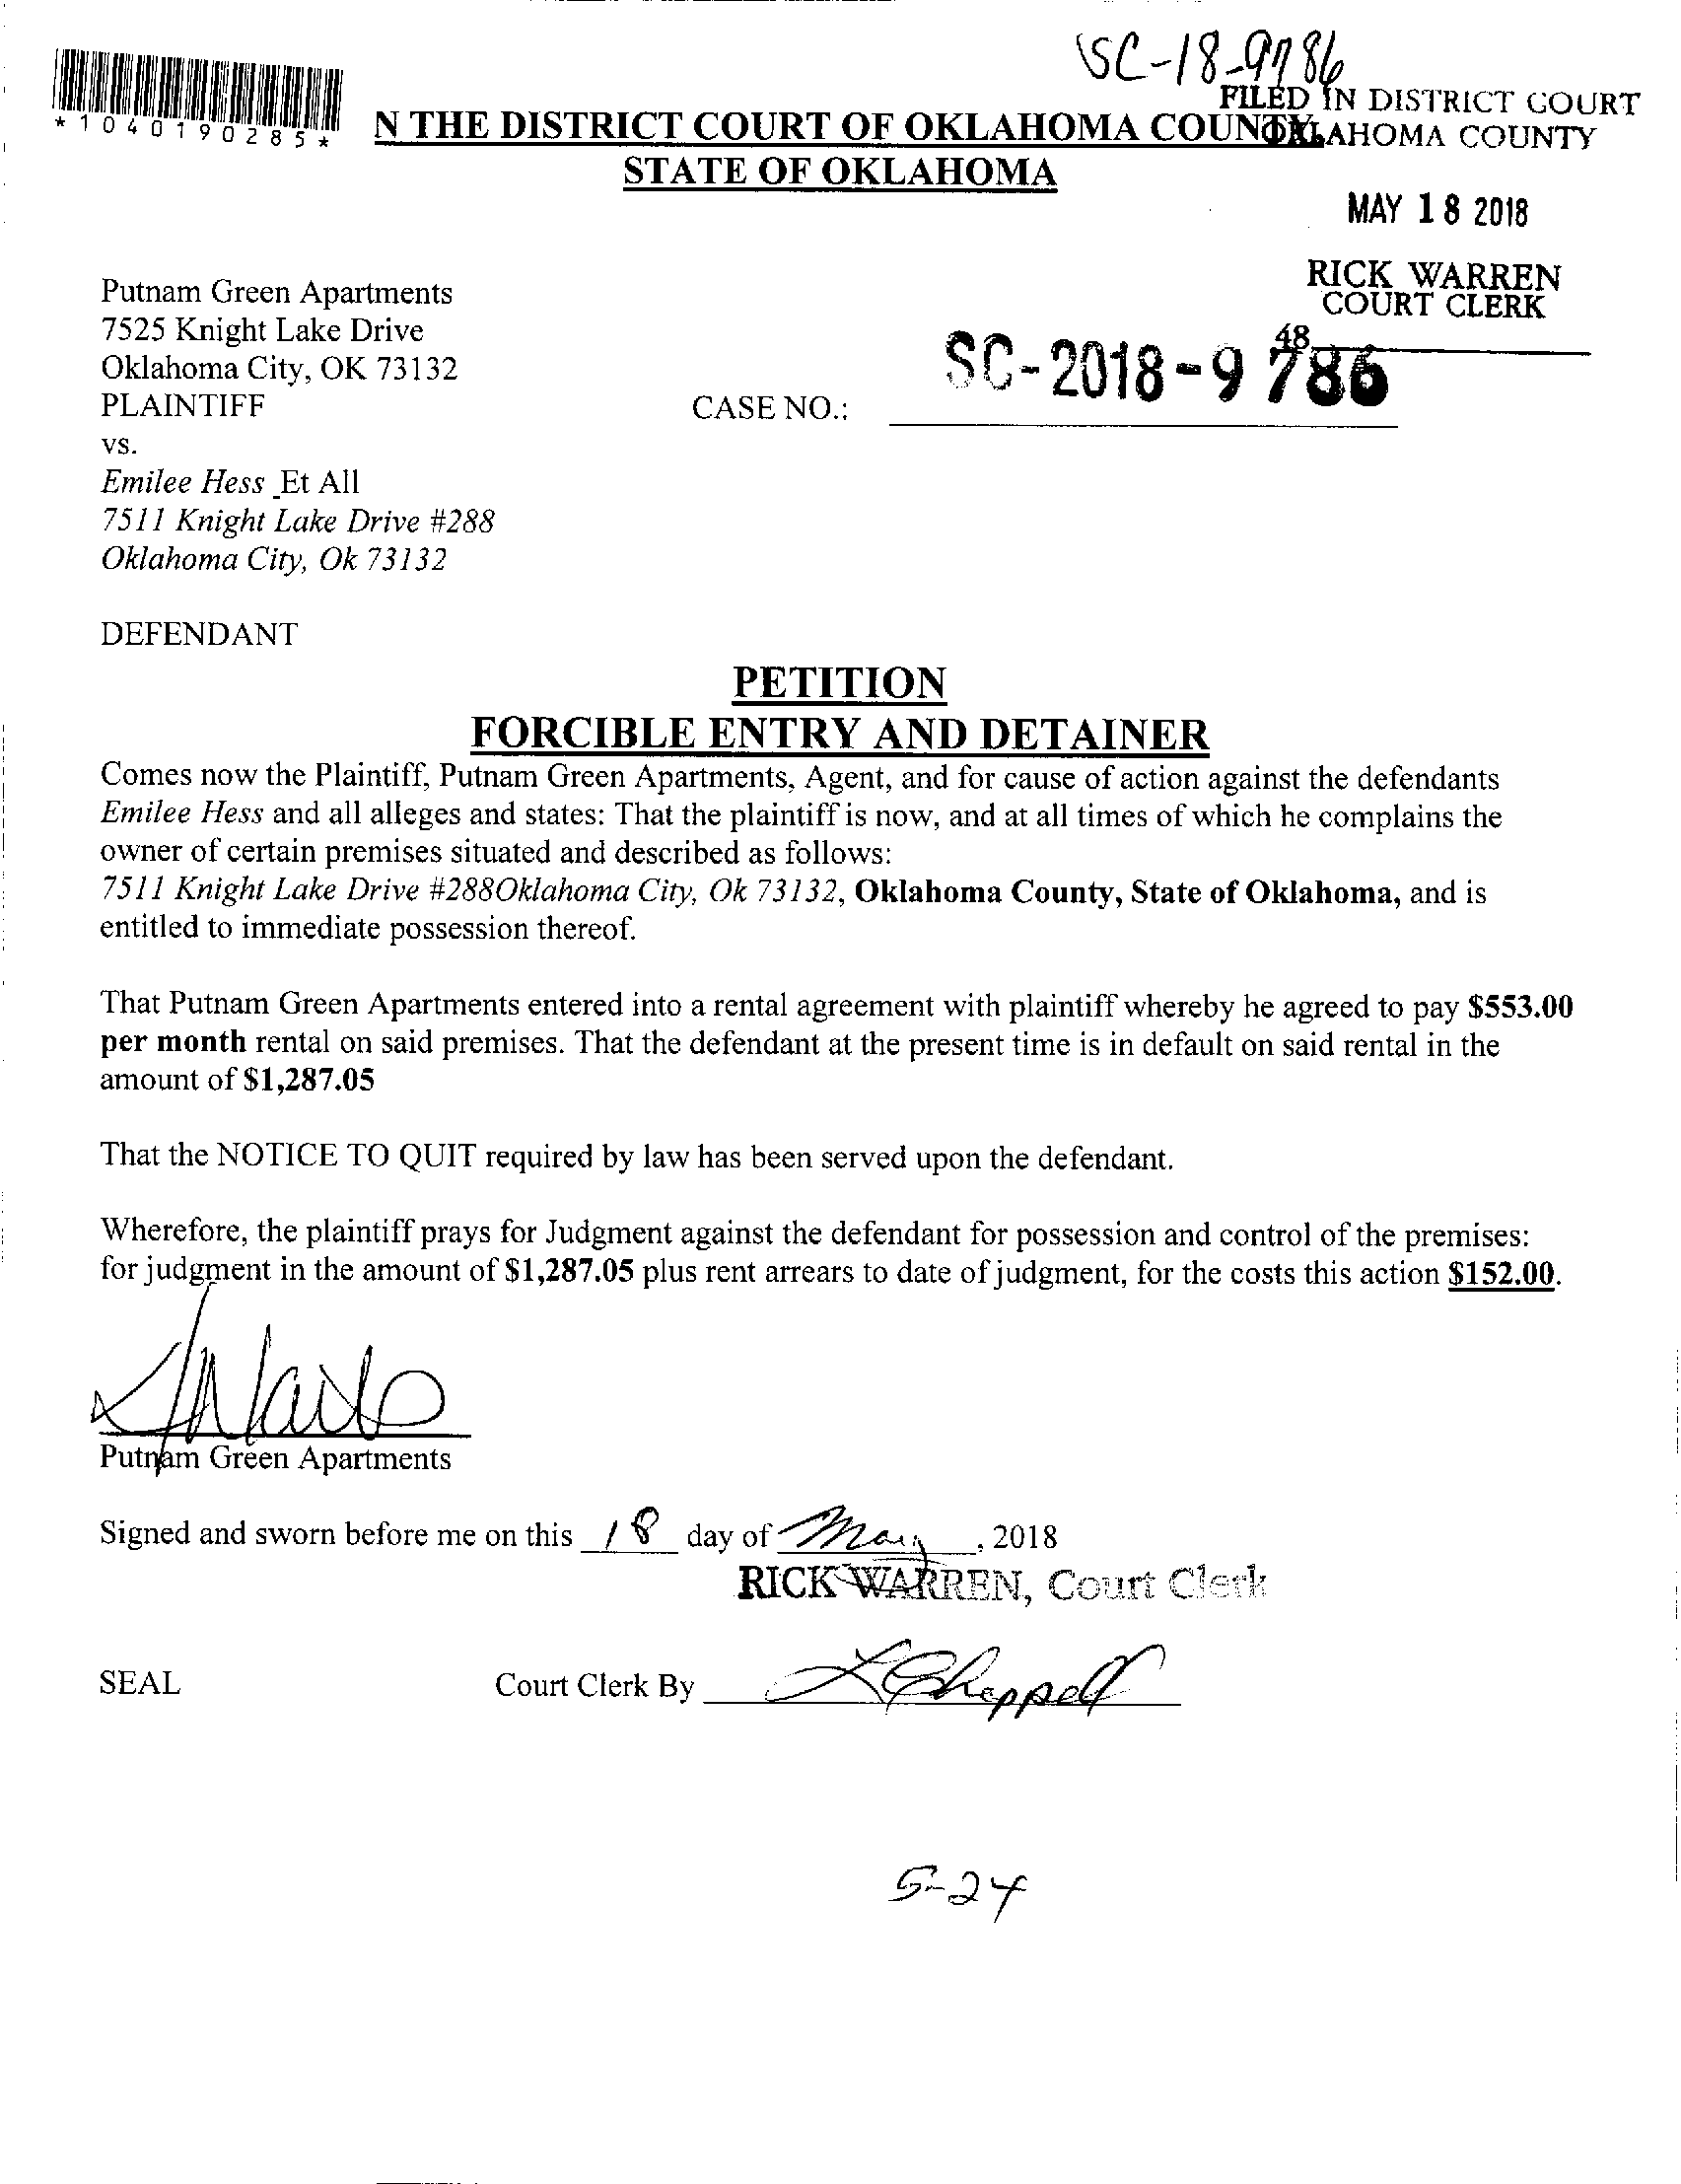 SC-18-9786
FILED IN DISTRICT COURT
OKLAHOMA COUNTY
*1040190285*
N THE DISTRICT COURT OF OKLAHOMA COUNTY
STATE OF OKLAHOMA
MAY 18 2018
RICK WARREN
COURT CLERK
48
Putnam Green Apartments
7525 Knight Lake Drive
Oklahoma City, OK 73132
PLAINTIFF
CASE NO.: SC-2018-9786
vs.
Emilee Hess Et All
7511 Knight Lake Drive #288
Oklahoma City, Ok 73132
DEFENDANT
PETITION
FORCIBLE ENTRY AND DETAINER
Comes now the Plaintiff, Putnam Green Apartments, Agent, and for cause of action against the defendants
Emilee Hess and all alleges and states: That the plaintiff is now, and at all times of which he complains the
owner of certain premises situated and described as follows:
7511 Knight Lake Drive #288Oklahoma City, Ok 73132, Oklahoma County, State of Oklahoma, and is
entitled to immediate possession thereof.
That Putnam Green Apartments entered into a rental agreement with plaintiff whereby he agreed to pay $553.00
per month rental on said premises. That the defendant at the present time is in default on said rental in the
amount of $1,287.05
That the NOTICE TO QUIT required by law has been served upon the defendant.
Wherefore, the plaintiff prays for Judgment against the defendant for possession and control of the premises:
for judgment in the amount of $1,287.05 plus rent arrears to date of judgment, for the costs this action $152.00.
Putnam Green Apartments
Signed and sworn before me on this 18 day of May, 2018
RICK WARREN, Court Clerk
SEAL
Court Clerk By
5-24